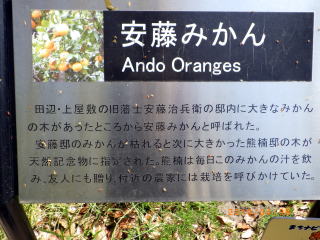 安藤みかん
Ando Oranges
田辺・上屋敷の旧藩士安藤治兵衛の邸内に大きなみかん
の木があったところから安藤みかんと呼ばれた。
安藤邸のみかんが枯れると次に大きかった熊楠邸の木が
天然記念物に指定された。熊楠は毎日このみかんの汁を飲
み、友人にも贈り、付近の農家には栽培を呼びかけていた。
まちナビ